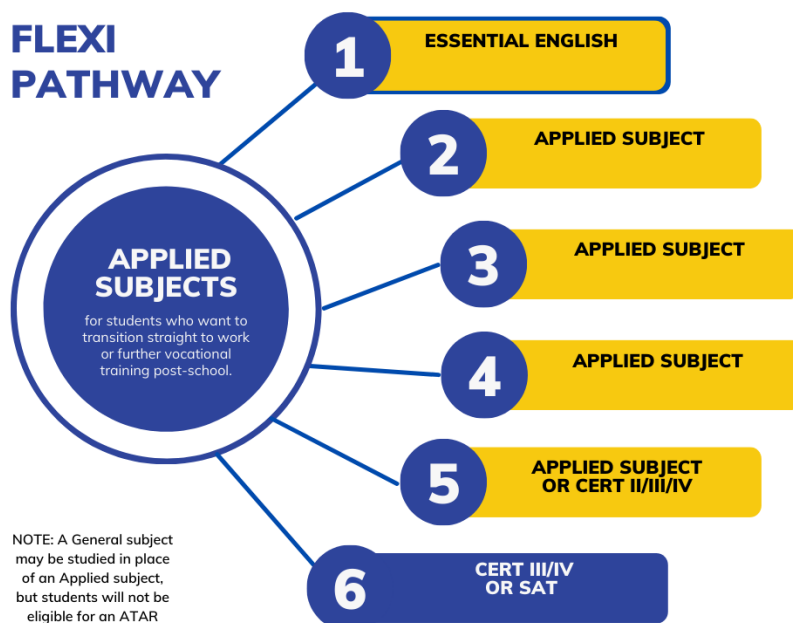 FLEXI
PATHWAY
1
ESSENTIAL ENGLISH
2
APPLIED SUBJECT
3
APPLIED SUBJECT
4
APPLIED SUBJECT
5
APPLIED SUBJECT
OR CERT II/III/IV
6
CERT III/IV
OR SAT
APPLIED
SUBJECTS
for students who want to
transition straight to work
or further vocational
training post-school.
NOTE: A General subject
may be studied in place
of an Applied subject,
but students will not be
eligible for an ATAR